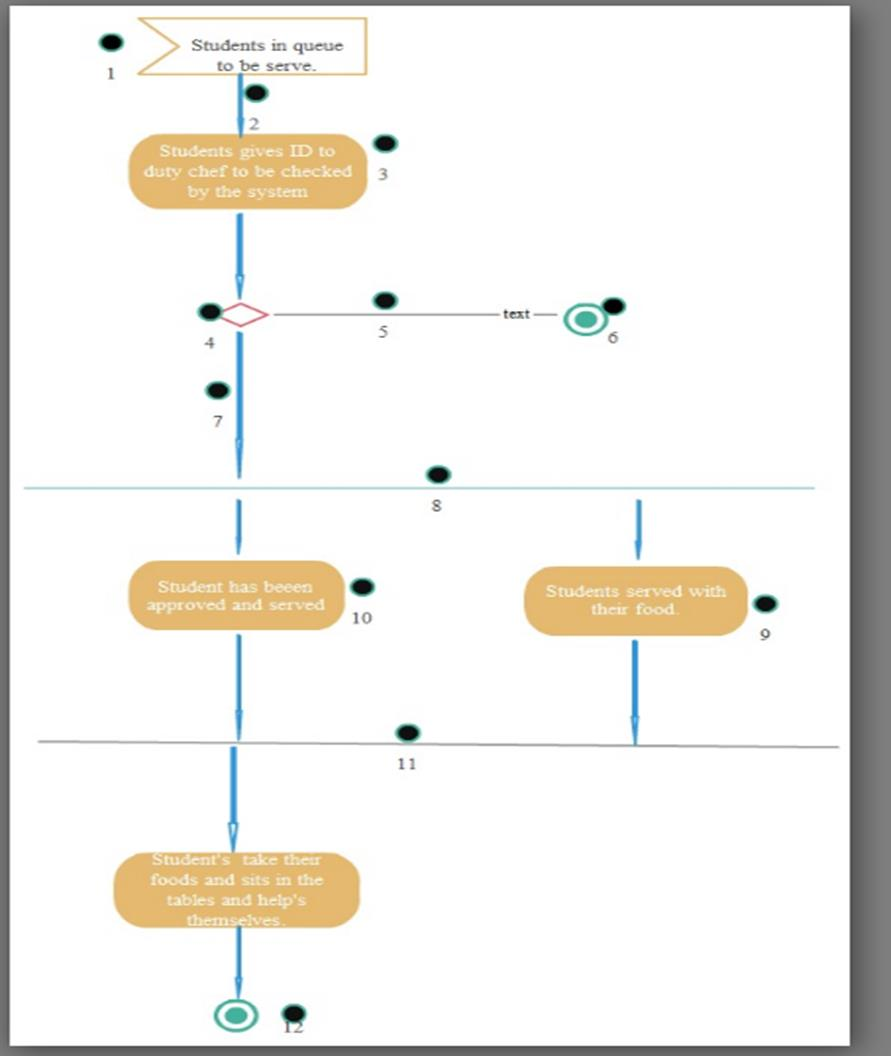 Students in queue
to be serve.
1
2
Students gives ID to
duty chef to be checked
by the system
3
text
4
5
6
7
8
Student has beeen
approved and served
10
Students served with
their food.
9
11
Student's take their
foods and sits in the
tables and help's
themselves.
12